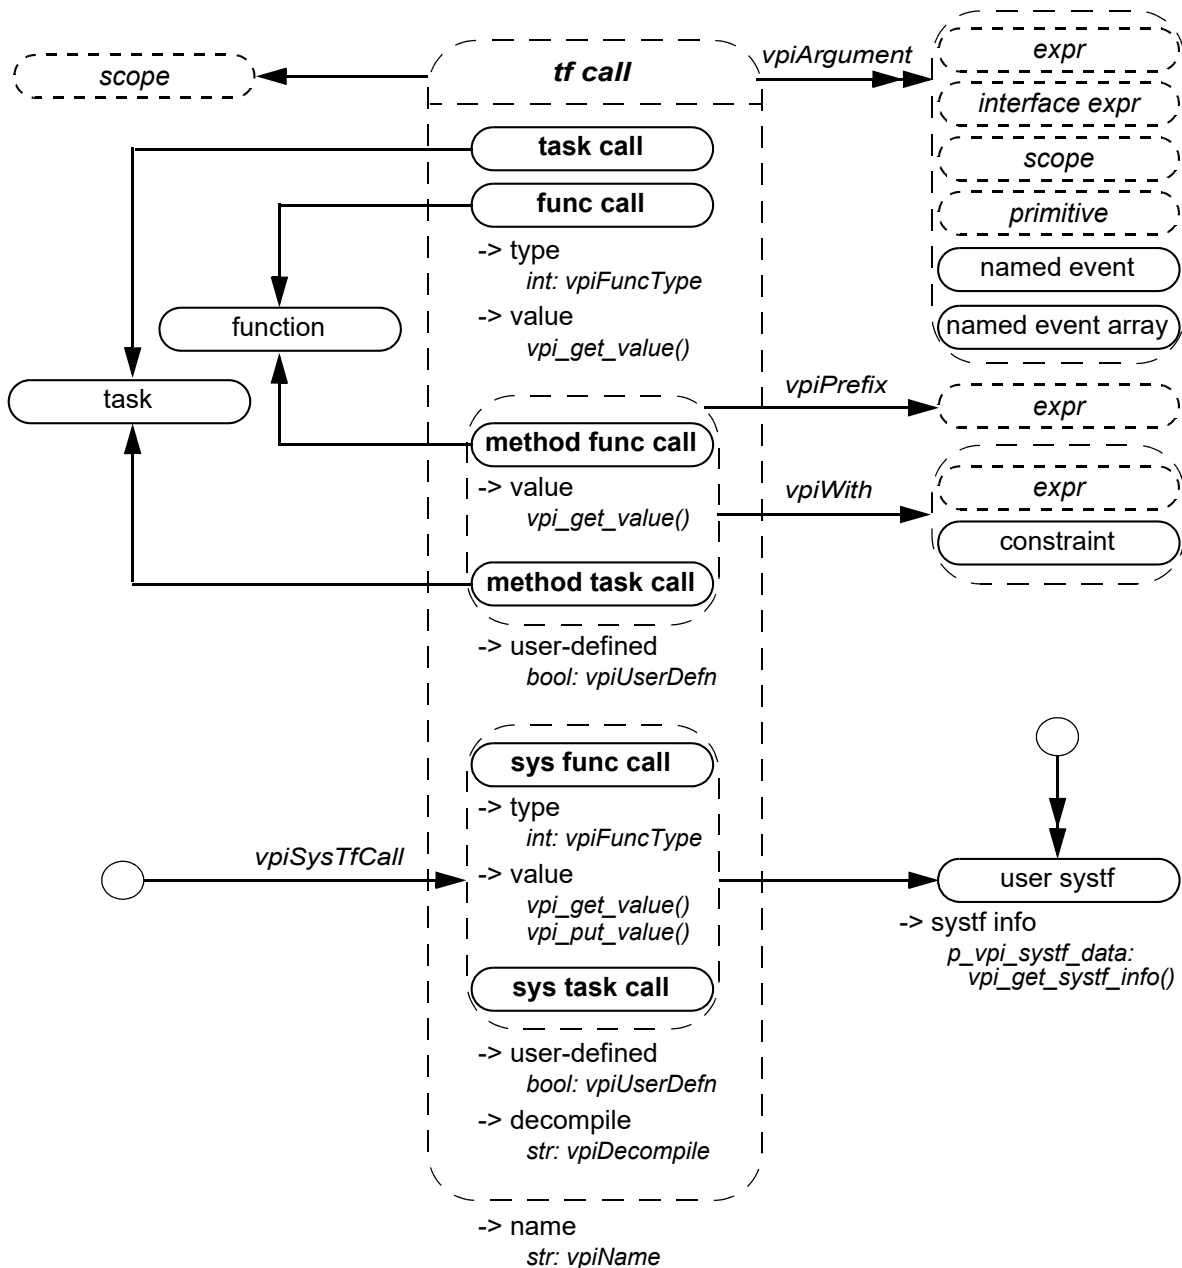 scope
tf call
vpiArgument
expr
interface expr
scope
primitive
named event
named event array
task call
func call
-> type
int: vpiFuncType
-> value
vpi_get_value()
function
task
vpiPrefix
expr
method func call
-> value
vpi_get_value()
vpiWith
expr
constraint
method task call
-> user-defined
bool: vpiUserDefn
sys func call
-> type
int: vpiFuncType
vpiSysTfCall
-> value
vpi_get_value()
vpi_put_value()
user systf
-> systf info
p_vpi_systf_data:
vpi_get_systf_info()
sys task call
-> user-defined
bool: vpiUserDefn
-> decompile
str: vpiDecompile
-> name
str: vpiName